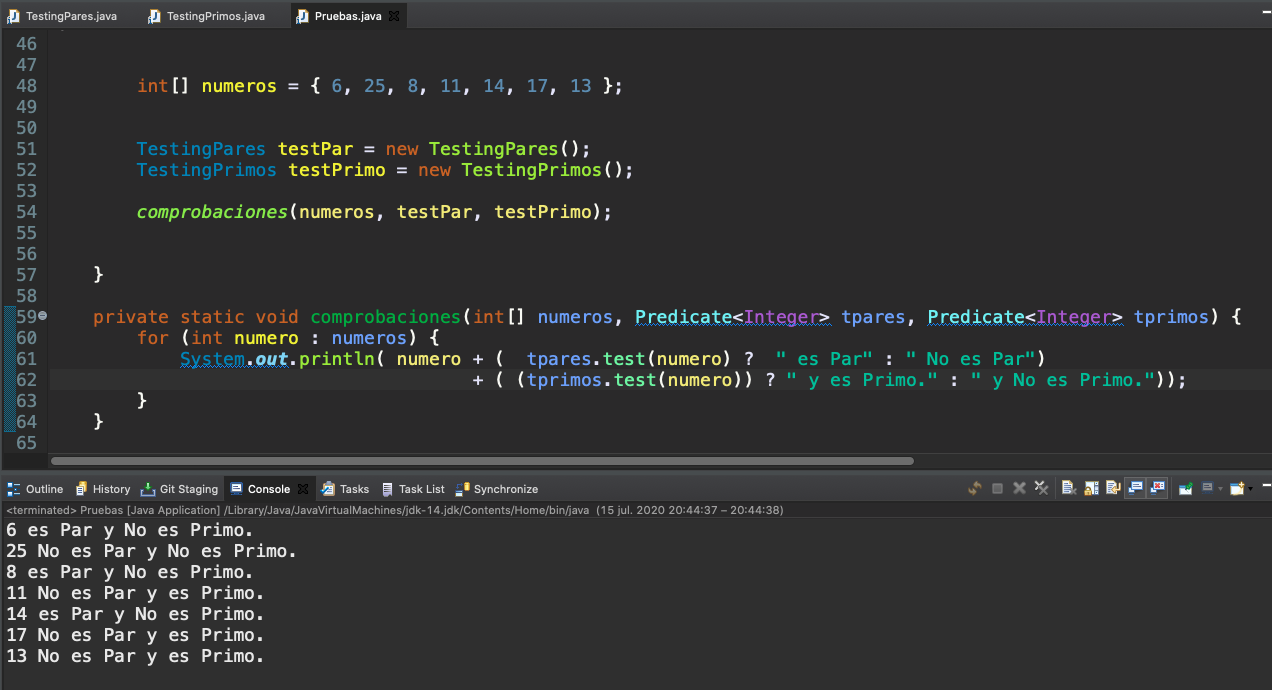 TestingPares.java TestingPrimos.java Pruebas.java
46
47
48 int[] numeros = { 6, 25, 8, 11, 14, 17, 13 };
49
50
51 TestingPares testPar = new TestingPares();
52 TestingPrimos testPrimo = new TestingPrimos();
53
54 comprobaciones(numeros, testPar, testPrimo);
55
56
57 }
58
59 private static void comprobaciones(int[] numeros, Predicate<Integer> tpares, Predicate<Integer> tprimos) {
60 for (int numero : numeros) {
61 System.out.println( numero + (  tpares.test(numero) ?  " es Par" : " No es Par")
62 + ( (tprimos.test(numero)) ? " y es Primo." : " y No es Primo."));
63 }
64 }
65
Outline History Git Staging Console Tasks Task List Synchronize
<terminated> Pruebas [Java Application] /Library/Java/JavaVirtualMachines/jdk-14.jdk/Contents/Home/bin/java (15 jul. 2020 20:44:37 – 20:44:38)
6 es Par y No es Primo.
25 No es Par y No es Primo.
8 es Par y No es Primo.
11 No es Par y es Primo.
14 es Par y No es Primo.
17 No es Par y es Primo.
13 No es Par y es Primo.